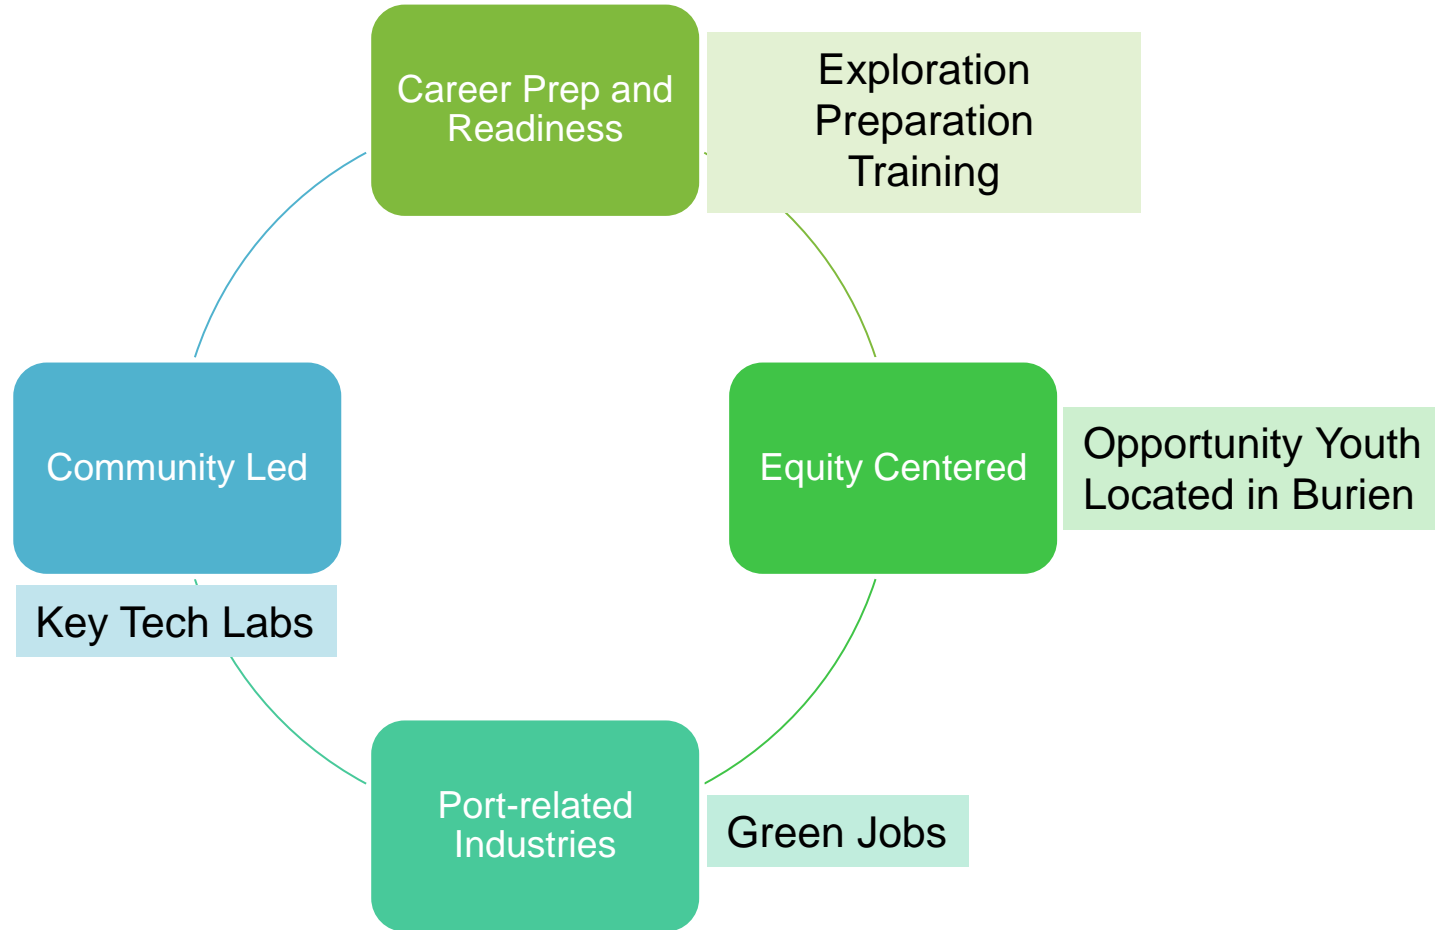 Career Prep and
Readiness
Exploration
Preparation
Training
Community Led
Equity Centered
Opportunity Youth
Located in Burien
Key Tech Labs
Port-related
Industries
Green Jobs